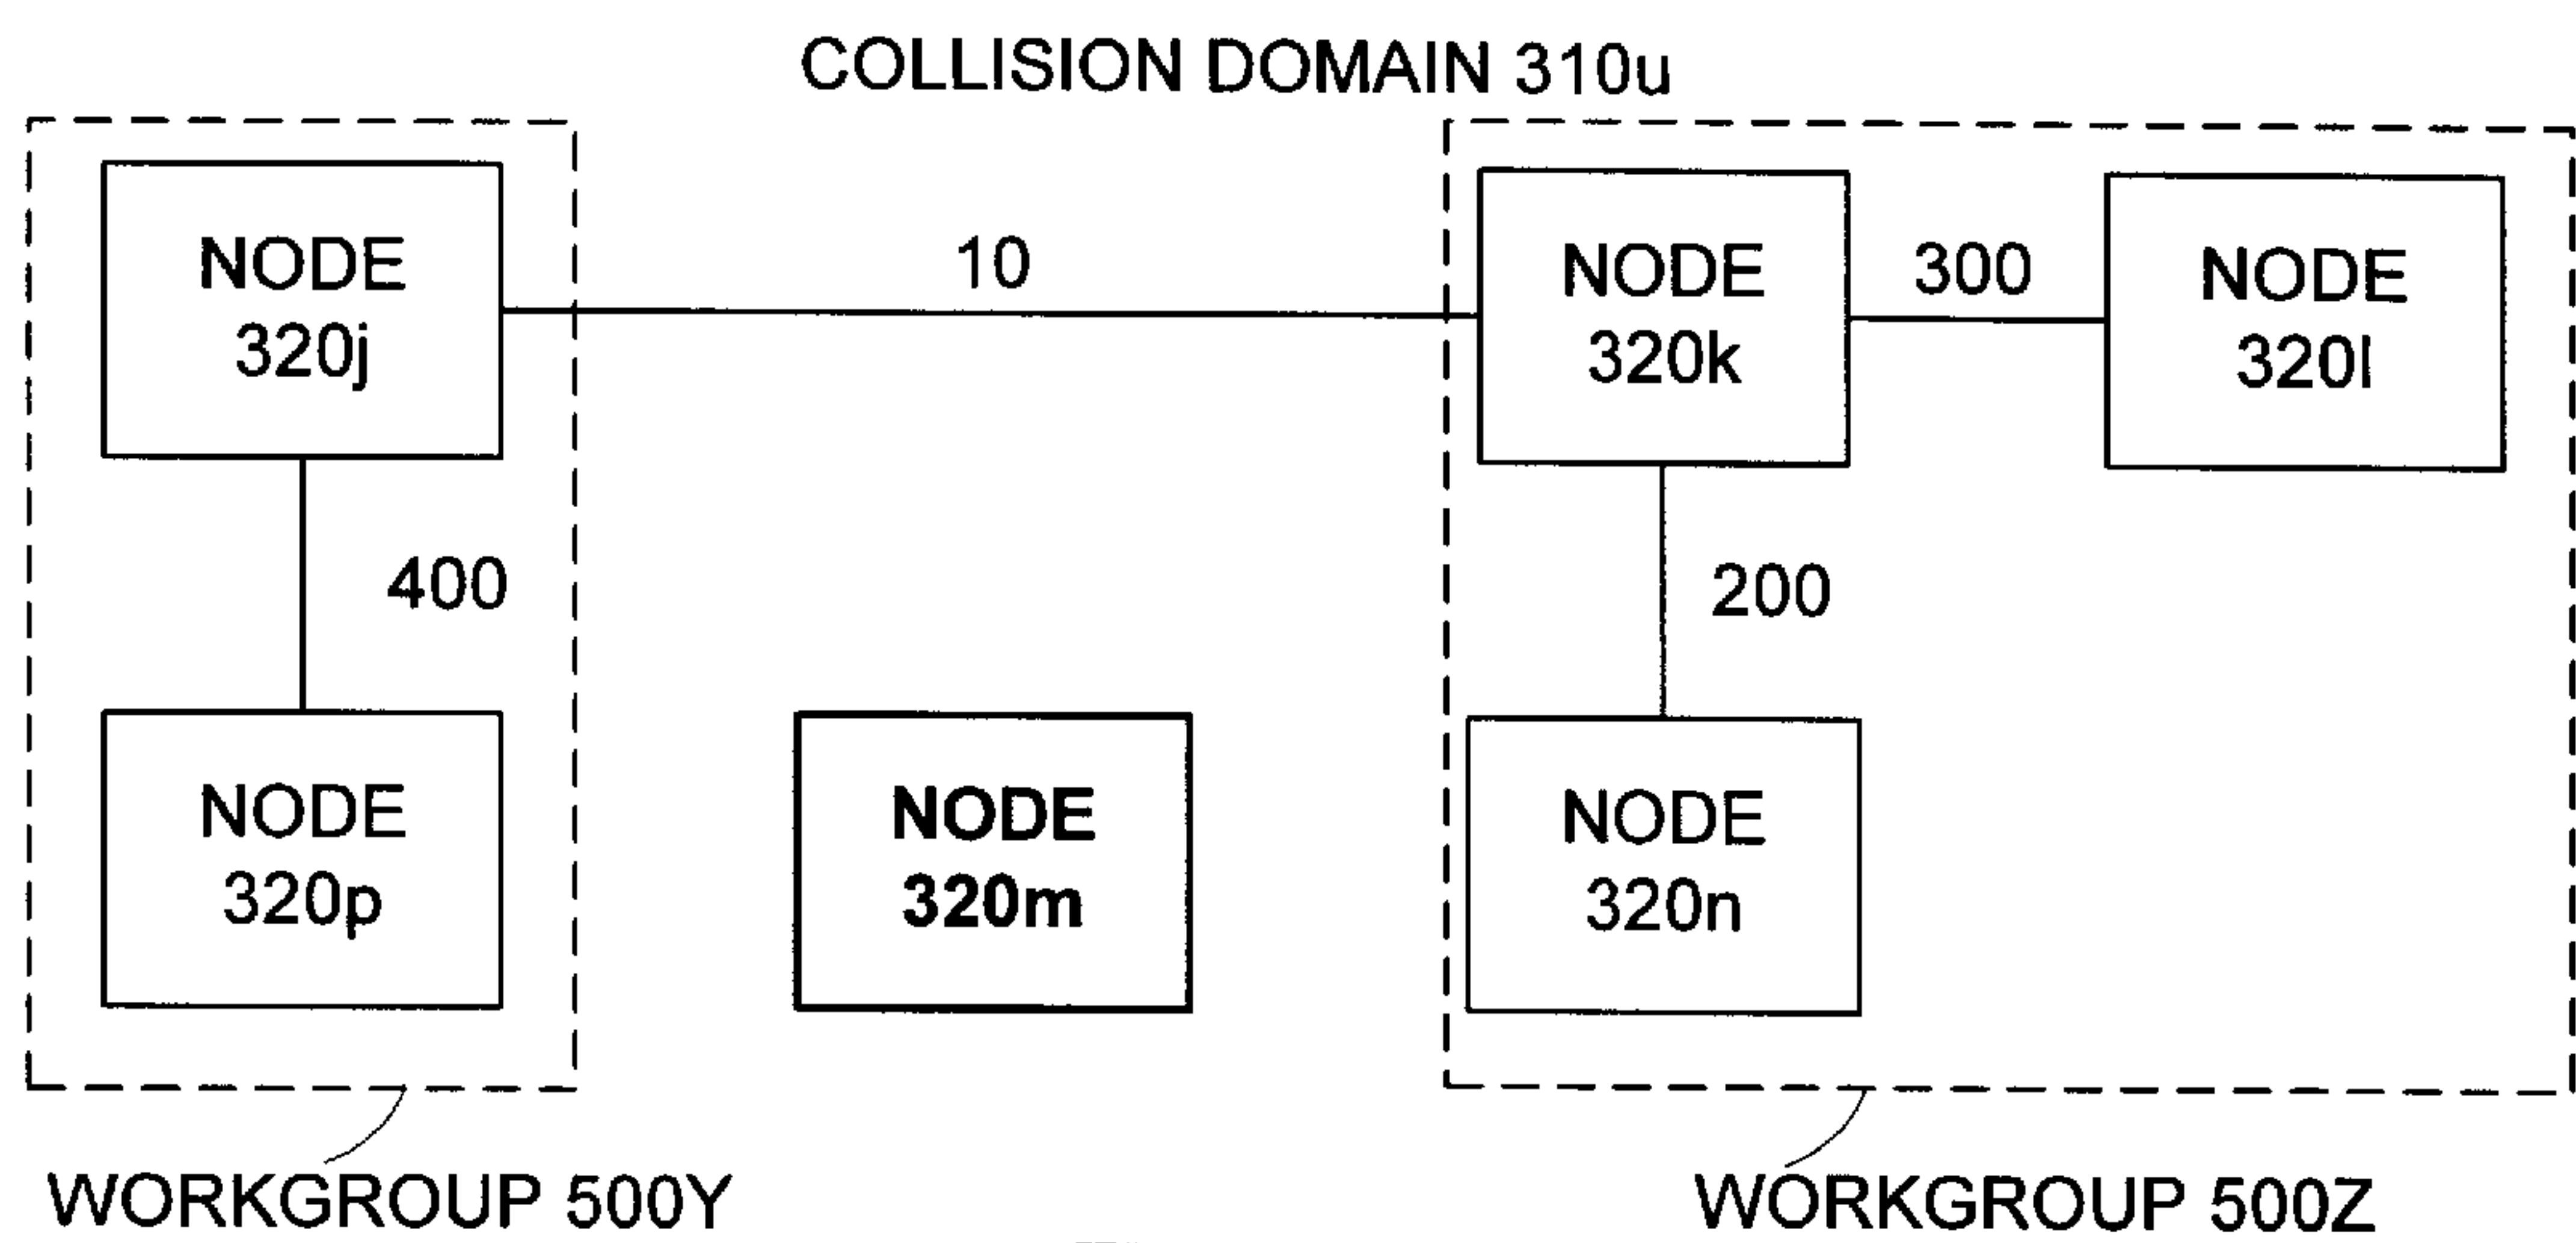 COLLISION DOMAIN 310u
NODE
320j
10
NODE
320k
300
NODE
320l
400
200
NODE
320p
NODE
320m
NODE
320n
WORKGROUP 500Y
WORKGROUP 500Z